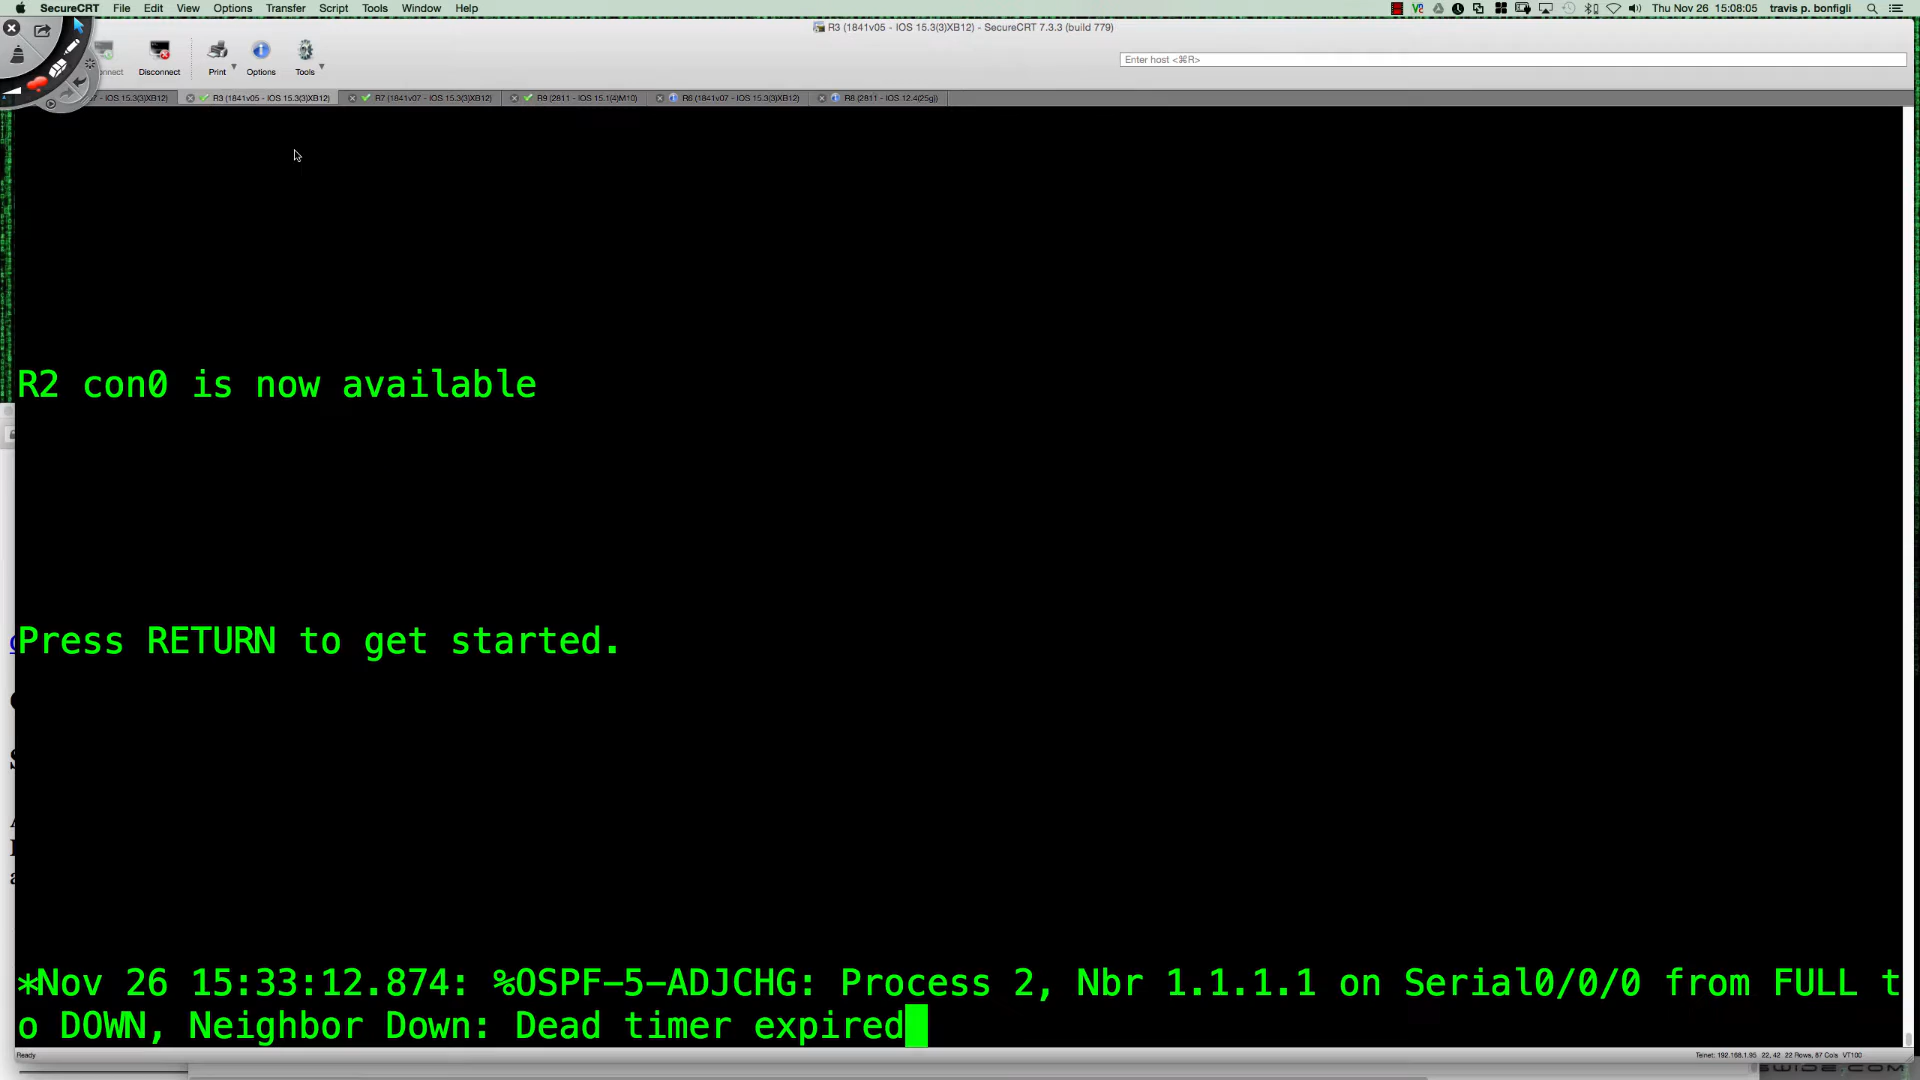 SecureCRT File Edit View Options Transfer Script Tools Window Help Thu Nov 26 15:08:05 travis p. bonfigli
R3 (1841v05 - IOS 15.3(3)XB12) - SecureCRT 7.3.3 (build 779)
Enter host <⌘R>
Disconnect Print Options Tools
15.3(3)XB12) R3 (1841v05 - IOS 15.3(3)XB12) R7 (1841v07 - IOS 15.3(3)XB12) R9 (2811 - IOS 15.1(4)M10) R6 (1841v07 - IOS 15.3(3)XB12) R8 (2811 - IOS 12.4(25g))
R2 con0 is now available
Press RETURN to get started.
*Nov 26 15:33:12.874: %OSPF-5-ADJCHG: Process 2, Nbr 1.1.1.1 on Serial0/0/0 from FULL t
o DOWN, Neighbor Down: Dead timer expired
Ready Telnet: 192.168.1.95 22, 42 22 Rows, 87 Cols VT100